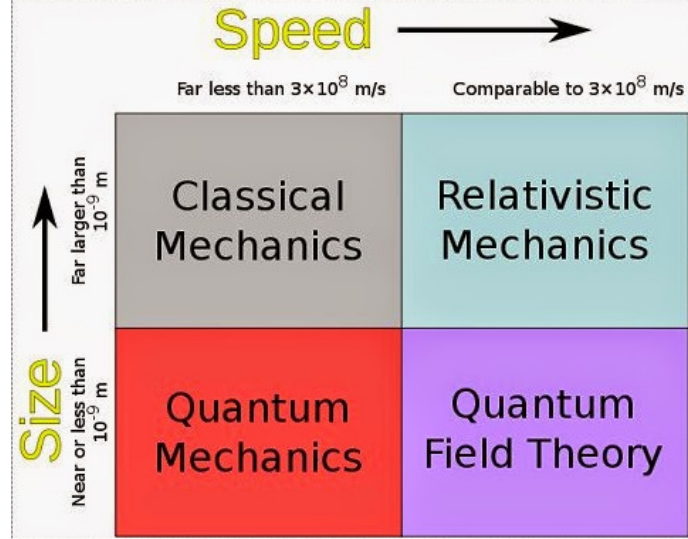 Speed
Far less than 3×10⁸ m/s
Comparable to 3×10⁸ m/s
Size
Far larger than
10⁻⁹ m
Classical
Mechanics
Relativistic
Mechanics
Near or less than
10⁻⁹ m
Quantum
Mechanics
Quantum
Field Theory